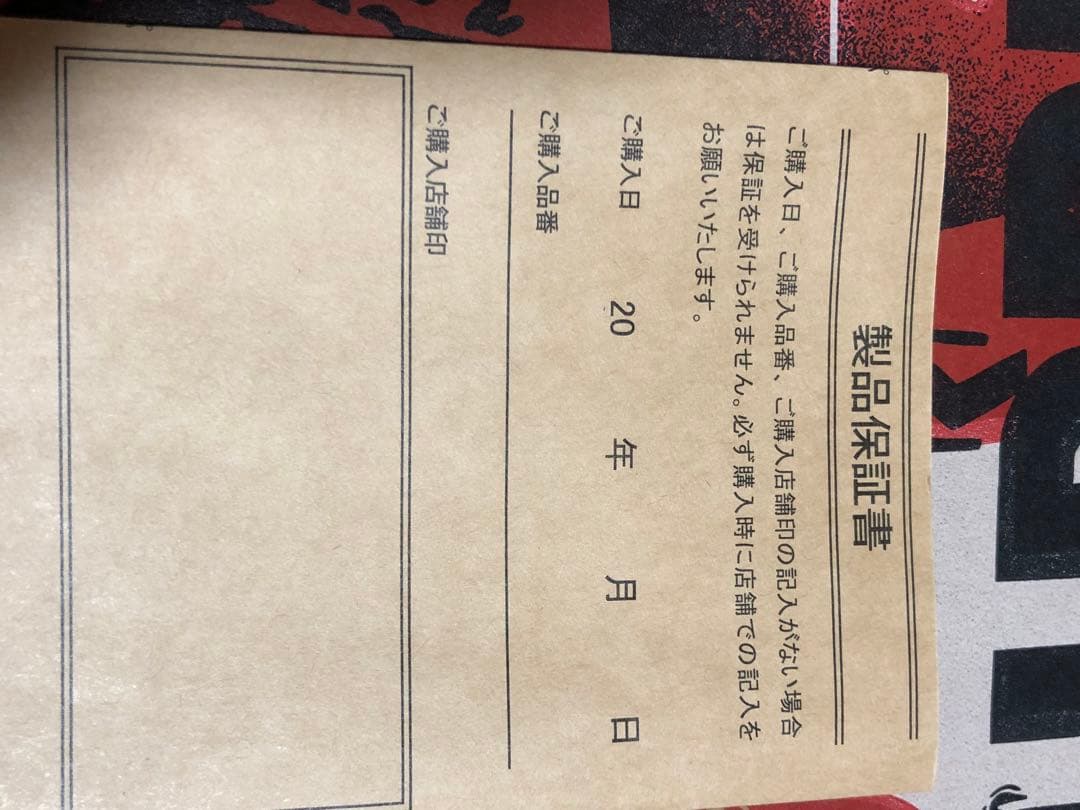 製品保証書
ご購入日、ご購入品番、ご購入店舗印の記入がない場合
は保証を受けられません。必ず購入時に店舗での記入を
お願いいたします。
ご購入日 20 年 月 日
ご購入品番
ご購入店舗印